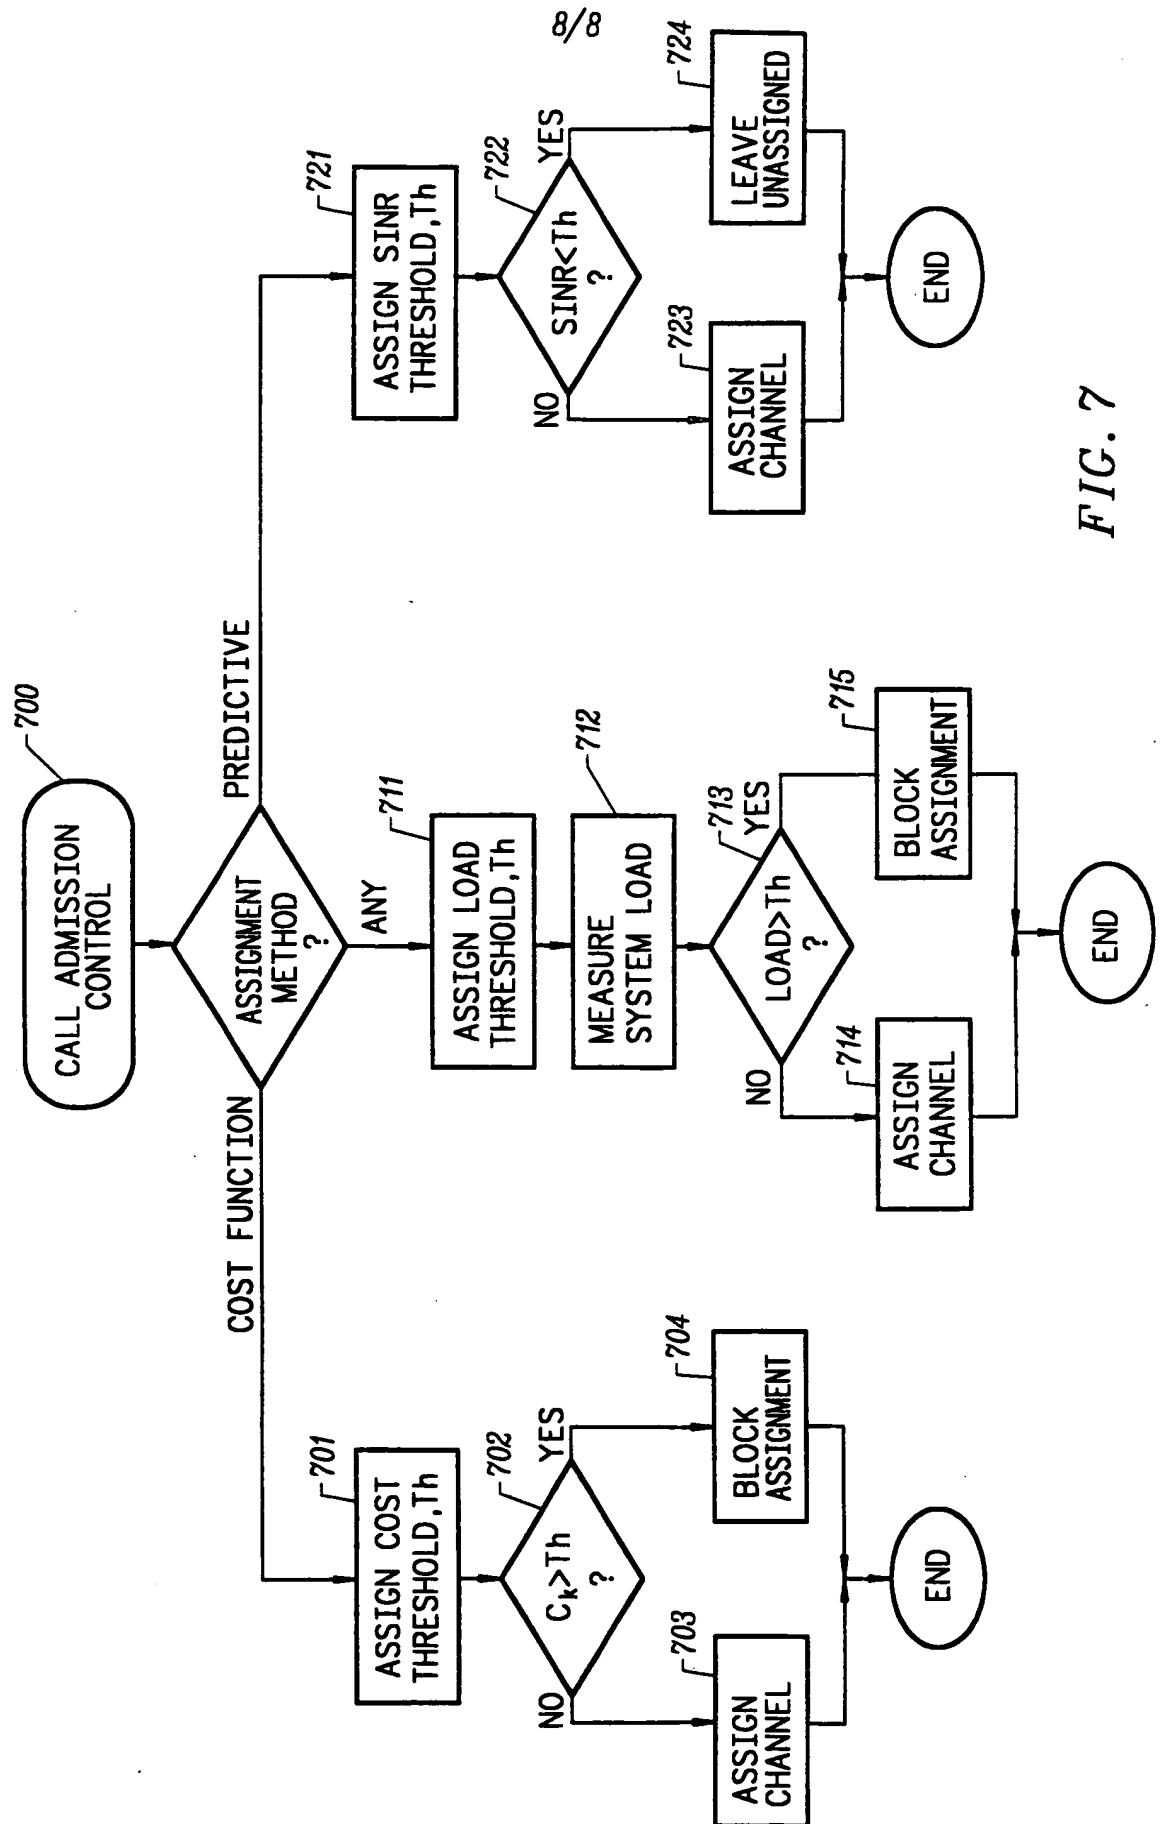 8/8
CALL ADMISSION
CONTROL
700
ASSIGNMENT
METHOD
?
COST FUNCTION
ANY
PREDICTIVE
ASSIGN COST
THRESHOLD,Th
701
Ck>Th
?
702
NO
YES
ASSIGN
CHANNEL
703
BLOCK
ASSIGNMENT
704
END
ASSIGN LOAD
THRESHOLD,Th
711
MEASURE
SYSTEM LOAD
712
LOAD>Th
?
713
NO
YES
ASSIGN
CHANNEL
714
BLOCK
ASSIGNMENT
715
END
ASSIGN SINR
THRESHOLD,Th
721
SINR<Th
?
722
NO
YES
ASSIGN
CHANNEL
723
LEAVE
UNASSIGNED
724
END
FIG. 7